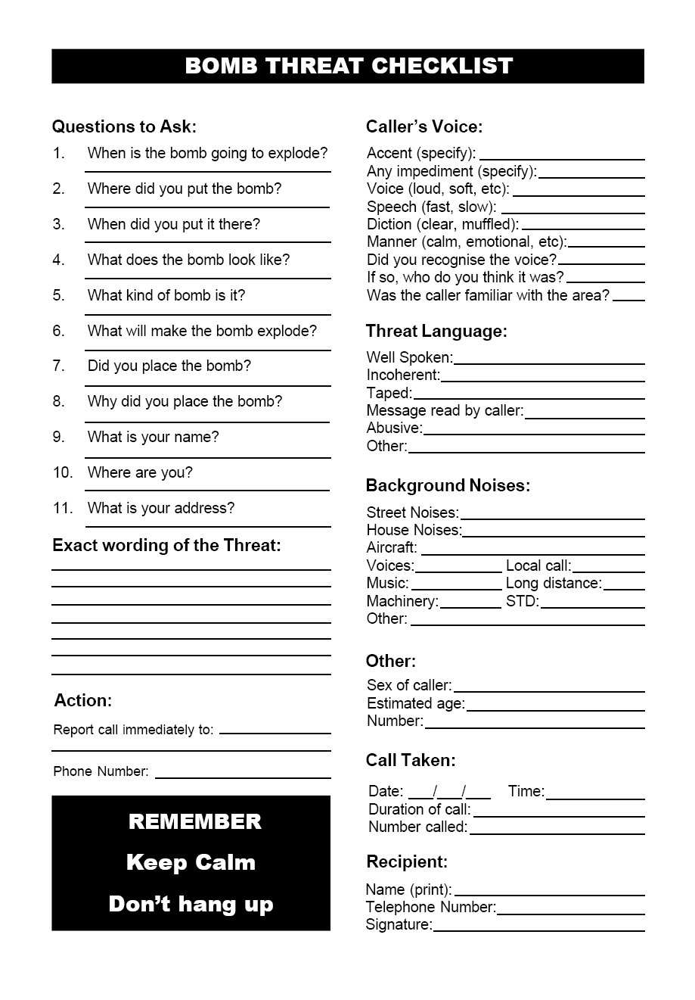 BOMB THREAT CHECKLIST
Questions to Ask:
1. When is the bomb going to explode?
2. Where did you put the bomb?
3. When did you put it there?
4. What does the bomb look like?
5. What kind of bomb is it?
6. What will make the bomb explode?
7. Did you place the bomb?
8. Why did you place the bomb?
9. What is your name?
10. Where are you?
11. What is your address?
Exact wording of the Threat:
Action:
Report call immediately to:
Phone Number:
REMEMBER
Keep Calm
Don't hang up
Caller's Voice:
Accent (specify):
Any impediment (specify):
Voice (loud, soft, etc):
Speech (fast, slow):
Diction (clear, muffled):
Manner (calm, emotional, etc):
Did you recognise the voice?
If so, who do you think it was?
Was the caller familiar with the area?
Threat Language:
Well Spoken:
Incoherent:
Taped:
Message read by caller:
Abusive:
Other:
Background Noises:
Street Noises:
House Noises:
Aircraft:
Voices: Local call:
Music: Long distance:
Machinery: STD:
Other:
Other:
Sex of caller:
Estimated age:
Number:
Call Taken:
Date: ___/___/___ Time:
Duration of call:
Number called:
Recipient:
Name (print):
Telephone Number:
Signature: